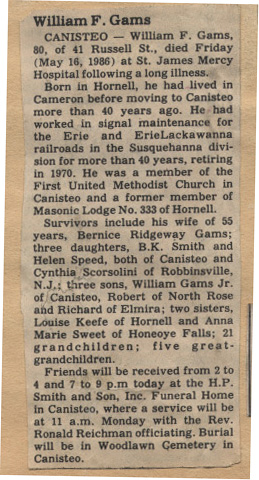 William F. Gams
CANISTEO — William F. Gams,
80, of 41 Russell St., died Friday
(May 16, 1986) at St. James Mercy
Hospital following a long illness.
Born in Hornell, he had lived in
Cameron before moving to Canisteo
more than 40 years ago. He had
worked in signal maintenance for
the Erie and ErieLackawanna
railroads in the Susquehanna divi-
sion for more than 40 years, retiring
in 1970. He was a member of the
First United Methodist Church in
Canisteo and a former member of
Masonic Lodge No. 333 of Hornell.
Survivors include his wife of 55
years, Bernice Ridgeway Gams;
three daughters, B.K. Smith and
Helen Speed, both of Canisteo and
Cynthia Scorsolini of Robbinsville,
N.J.; three sons, William Gams Jr.
of Canisteo, Robert of North Rose
and Richard of Elmira; two sisters,
Louise Keefe of Hornell and Anna
Marie Sweet of Honeoye Falls; 21
grandchildren; five great-
grandchildren.
Friends will be received from 2 to
4 and 7 to 9 p.m today at the H.P.
Smith and Son, Inc. Funeral Home
in Canisteo, where a service will be
at 11 a.m. Monday with the Rev.
Ronald Reichman officiating. Burial
will be in Woodlawn Cemetery in
Canisteo.